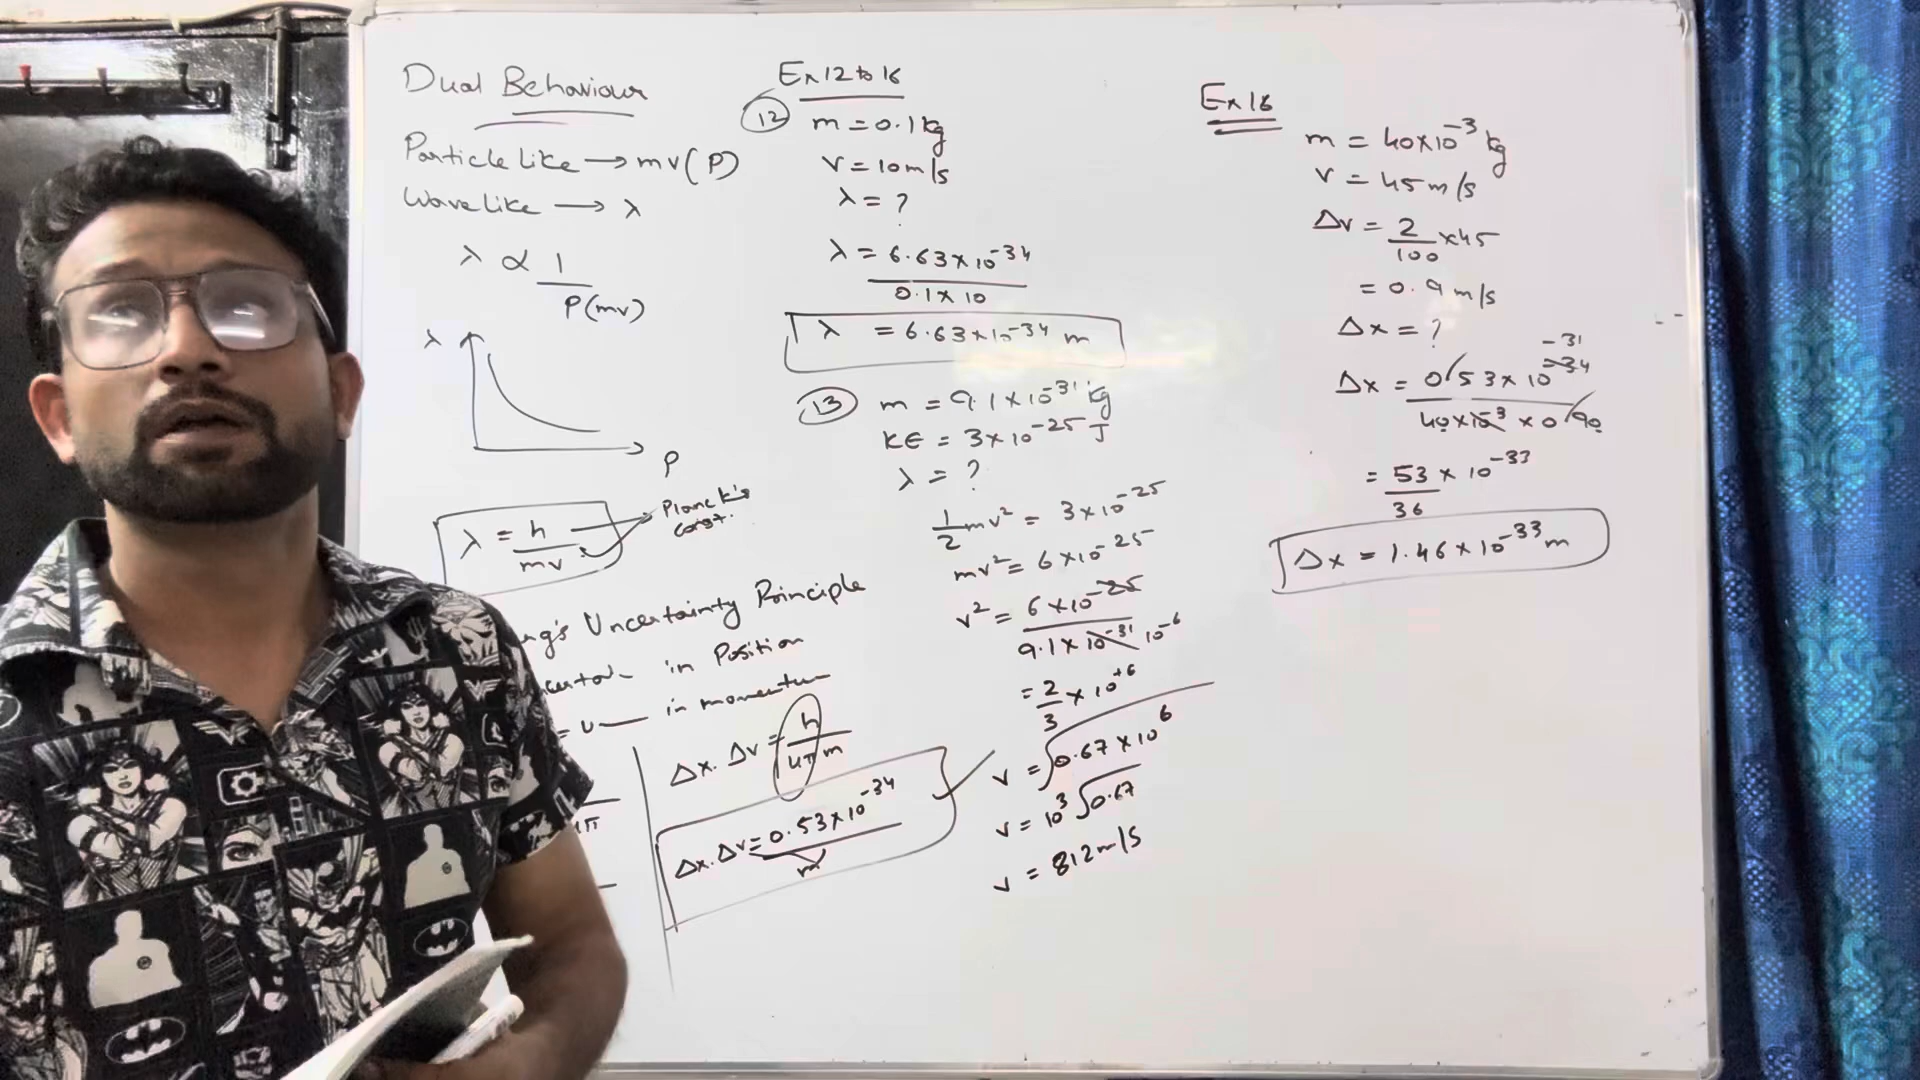 Dual Behaviour
Particle like → mv (P)
Wave like → λ
λ ∝ 1
P(mv)
λ
P
λ = h
mv
Planck's
const.
ng's Uncertainty Principle
in Position
= u— in momentum
Δx. Δv = h
4π m
Δx. Δv = 0.53×10⁻³⁴
m
Ex 12 to 16
12 m = 0.1 kg
v = 10 m/s
λ = ?
λ = 6.63×10⁻³⁴
0.1×10
λ = 6.63×10⁻³⁴ m
13 m = 9.1×10⁻³¹ kg
KE = 3×10⁻²⁵ J
λ = ?
1/2 mv² = 3×10⁻²⁵
mv² = 6×10⁻²⁵
v² = 6×10⁻²⁵
9.1×10⁻³¹ 10⁻⁶
= 2/3 × 10⁺⁶
v = √0.67×10⁶
v = 10³ √0.67
v = 812 m/s
Ex 16
m = 40×10⁻³ kg
v = 45 m/s
Δv = 2/100 ×45
= 0.9 m/s
Δx = ?
-31
Δx = 0.53×10⁻³⁴
40×10⁻³ × 0.90
= 53/36 × 10⁻³³
Δx = 1.46×10⁻³³ m